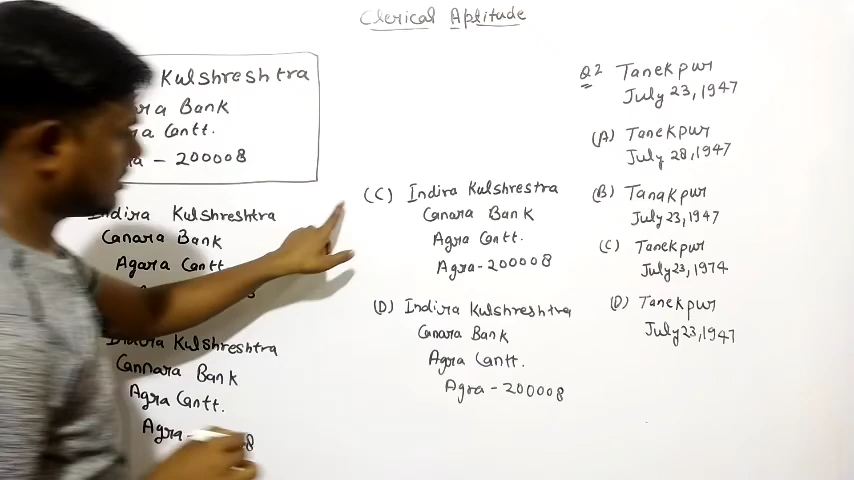 Clerical Aptitude
Kulshreshtra
Bank
Cantt.
- 200008
Indira Kulshreshtra
Canara Bank
Agara Cantt.
Kulshreshtra
Cannara Bank
Agra Cantt.
Agra-
(C) Indira Kulshrestra
Canara Bank
Agra Cantt.
Agra-200008
(D) Indira Kulshreshtra
Canara Bank
Agra Cantt.
Agra - 200008
Q2 Tanekpur
July 23, 1947
(A) Tanekpur
July 28, 1947
(B) Tanakpur
July 23, 1947
(C) Tanekpur
July 23, 1974
(D) Tanekpur
July 23, 1947